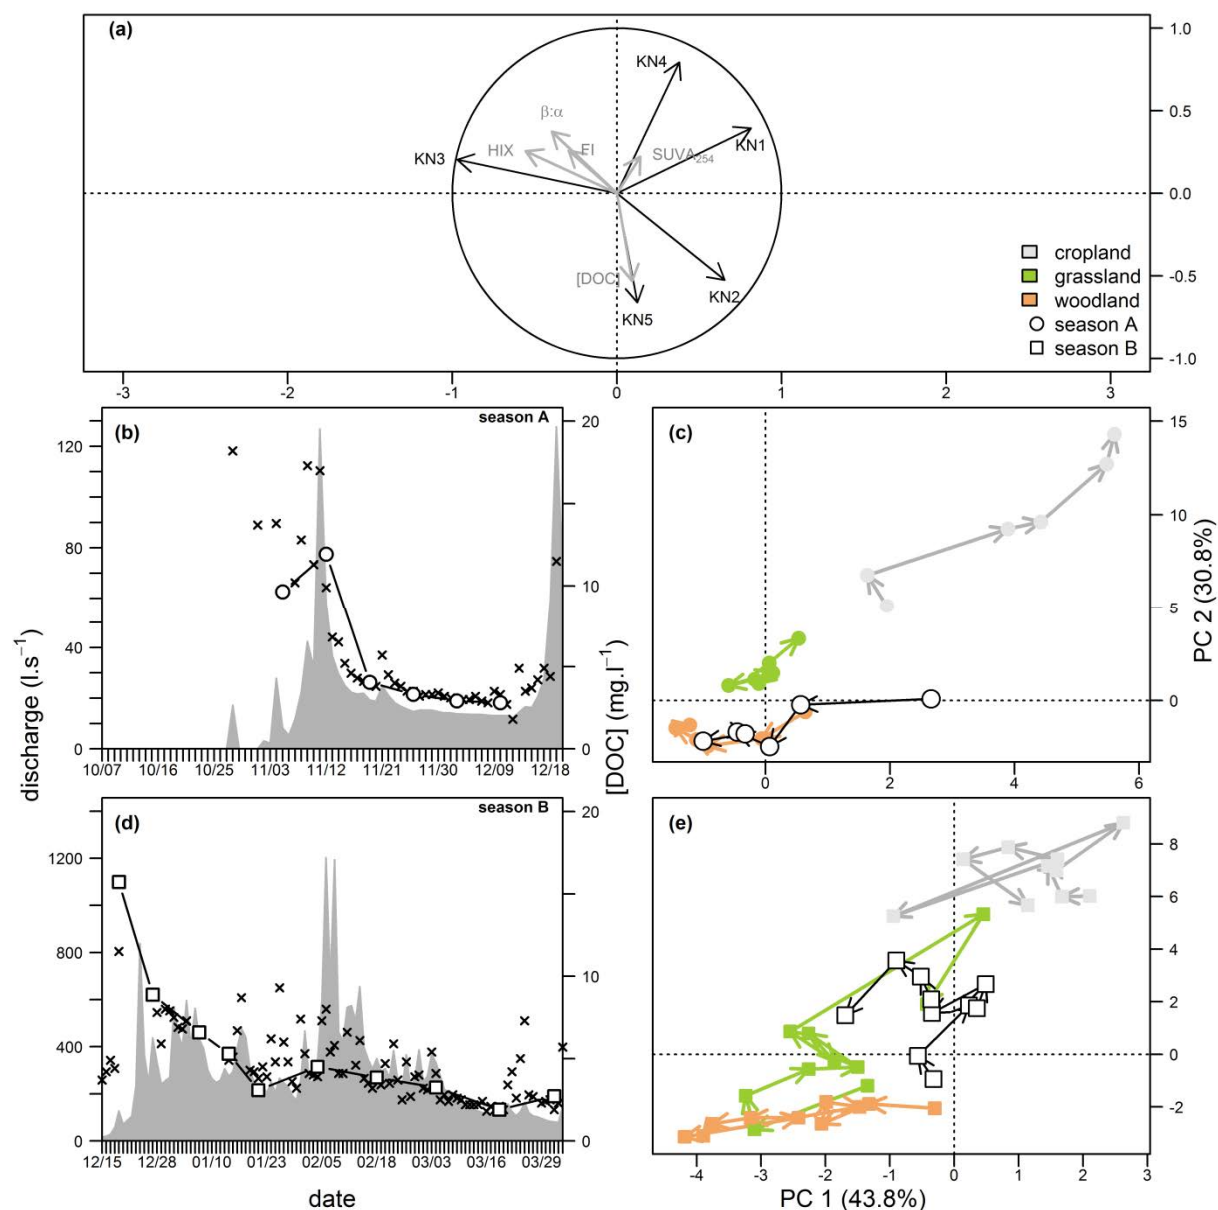 (a)
1.0
0.5
0.0
-0.5
-1.0
KN4
KN1
KN3
KN2
KN5
β:α
HIX
FI
SUVA254
[DOC]
cropland
grassland
woodland
season A
season B
-3 -2 -1 0 1 2 3
(b)
season A
120
80
40
20
0
20
10
5
0
10/07 10/16 10/25 11/03 11/12 11/21 11/30 12/09 12/18
(c)
15
10
5
0
0 2 4 6
discharge (l.s⁻¹)
[DOC] (mg.l⁻¹)
PC 2 (30.8%)
(d)
season B
1200
800
400
0
20
10
5
0
12/15 12/28 01/10 01/23 02/05 02/18 03/03 03/16 03/29
date
(e)
8
6
4
2
0
-2
-4 -3 -2 -1 0 1 2 3
PC 1 (43.8%)